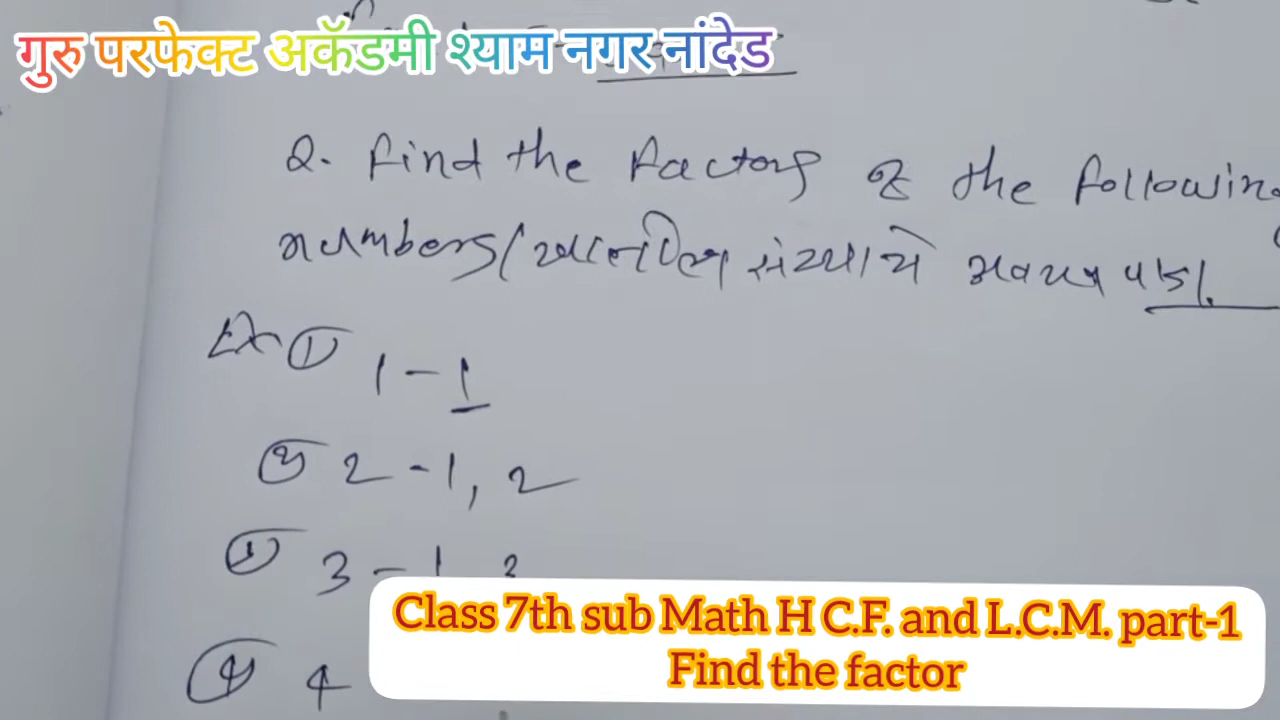 गुरु परफेक्ट अकॅडमी श्याम नगर नांदेड
Q. Find the Factors of the following
numbers/खालील संख्याचे अवयव पाडा.
Ex ① 1 - 1
② 2 - 1, 2
③ 3 - 1, 3
④ 4
Class 7th sub Math H C.F. and L.C.M. part-1
Find the factor